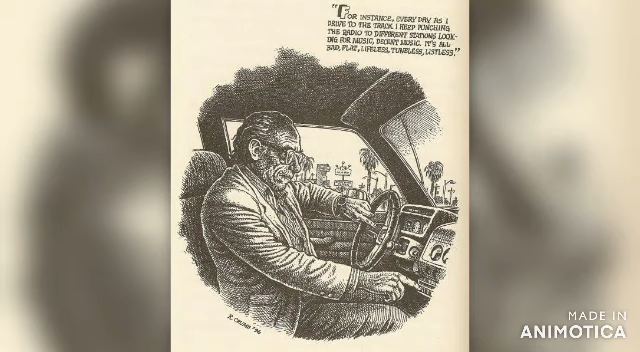 "FOR INSTANCE, EVERY DAY AS I
DRIVE TO THE TRACK I KEEP PUNCHING
THE RADIO TO DIFFERENT STATIONS LOOK-
ING FOR MUSIC, DECENT MUSIC. IT'S ALL
BAD, FLAT, LIFELESS, TUNELESS, LISTLESS."
R. CRUMB '96
MADE IN
ANIMOTICA